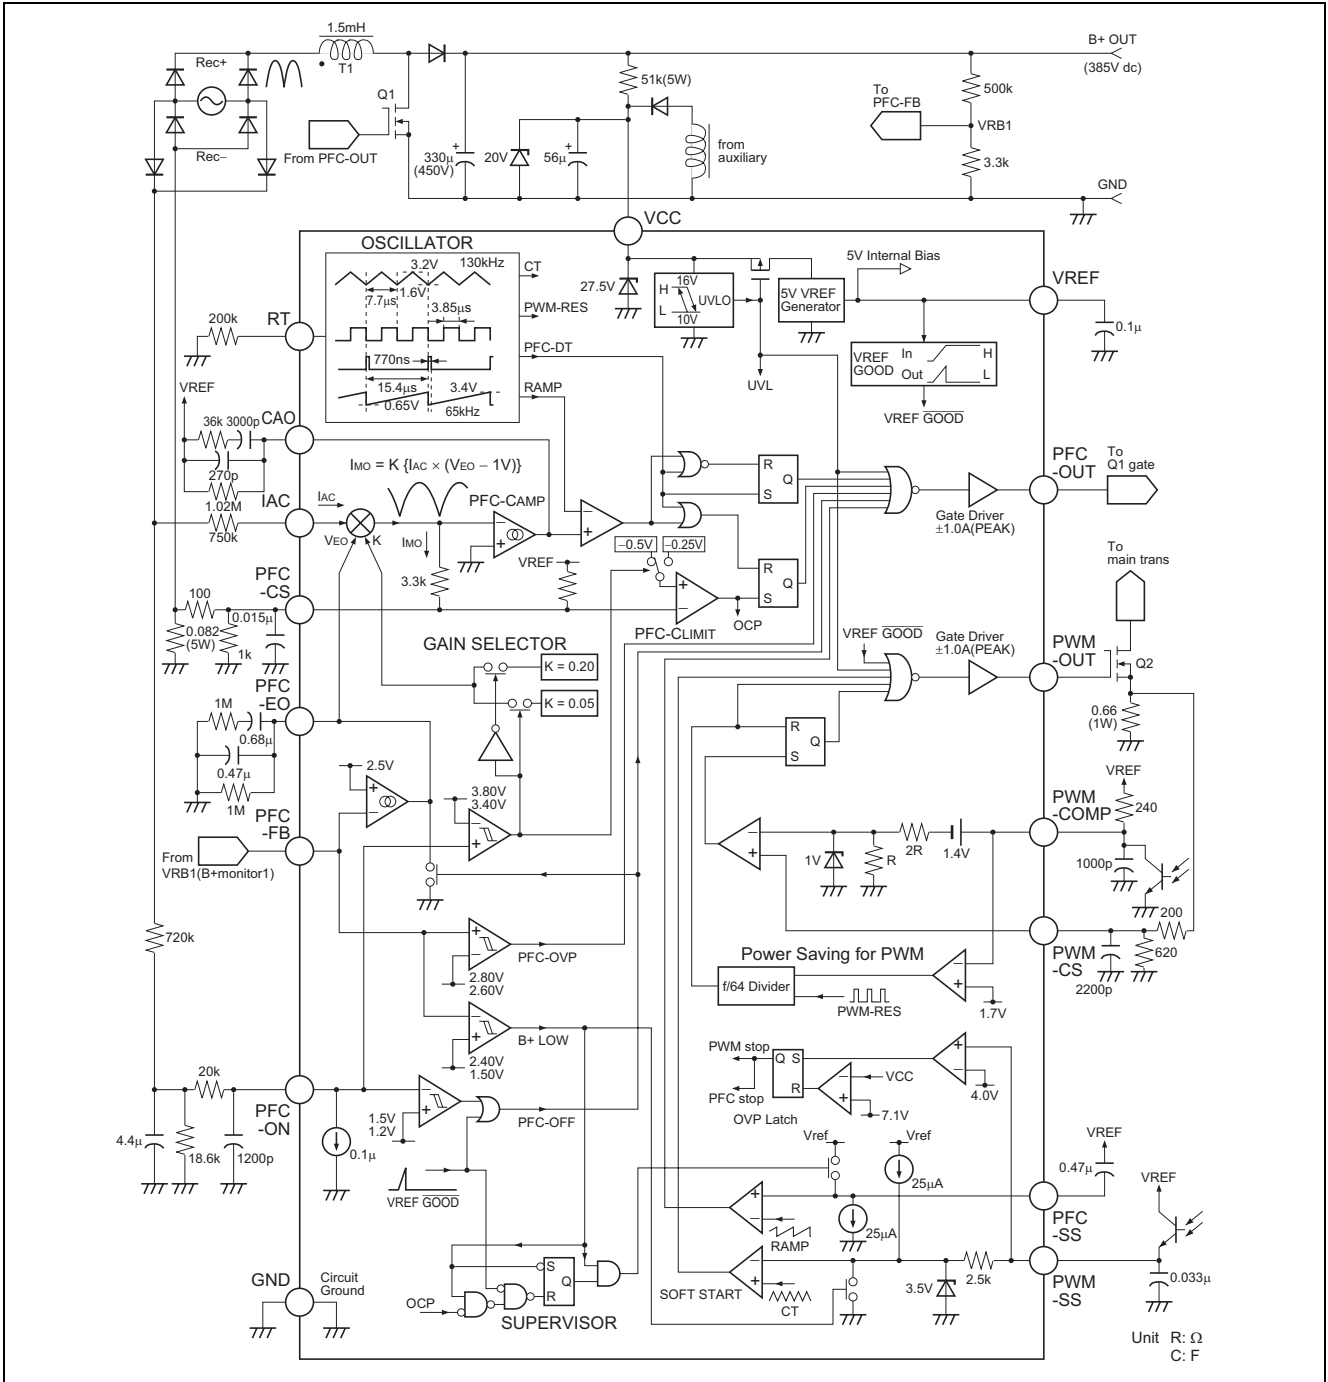 1.5mH
T1
Rec+
Rec−
Q1
From PFC-OUT
330μ
(450V)
20V
56μ
51k(5W)
from
auxiliary
To
PFC-FB
500k
VRB1
3.3k
B+ OUT
(385V dc)
GND
VCC
OSCILLATOR
3.2V
130kHz
1.6V
7.7μs
3.85μs
770ns
15.4μs
3.4V
0.65V
65kHz
CT
PWM-RES
PFC-DT
RAMP
27.5V
H
L
16V
10V
UVLO
5V VREF
Generator
5V Internal Bias
VREF
0.1μ
VREF
GOOD
In
Out
H
L
VREF GOOD
UVL
200k
RT
VREF
36k 3000p
CAO
270p
1.02M
IAC
750k
IMO = K {IAC × (VEO − 1V)}
IAC
VEO
K
IMO
PFC-CAMP
3.3k
VREF
−0.5V
−0.25V
PFC-CLIMIT
OCP
R
S
Q
R
S
Q
Gate Driver
±1.0A(PEAK)
PFC
-OUT
To
Q1 gate
To
main trans
PFC
-CS
100
0.015μ
0.082
(5W)
1k
GAIN SELECTOR
K = 0.20
K = 0.05
VREF GOOD
Gate Driver
±1.0A(PEAK)
PWM
-OUT
Q2
0.66
(1W)
PFC
-EO
1M
0.68μ
0.47μ
1M
2.5V
3.80V
3.40V
R
S
Q
VREF
PWM
-COMP
240
1000p
PFC
-FB
From
VRB1(B+monitor1)
1V
R
2R
1.4V
200
620
PWM
-CS
2200p
720k
PFC-OVP
2.80V
2.60V
Power Saving for PWM
f/64 Divider
PWM-RES
1.7V
B+ LOW
2.40V
1.50V
PWM stop
PFC stop
Q
S
R
VCC
7.1V
4.0V
OVP Latch
20k
PFC
-ON
4.4μ
18.6k
1200p
0.1μ
1.5V
1.2V
PFC-OFF
VREF GOOD
Vref
Vref
25μA
25μA
RAMP
VREF
0.47μ
PFC
-SS
VREF
SOFT START
CT
3.5V
2.5k
PWM
-SS
0.033μ
GND
Circuit
Ground
OCP
S
R
Q
SUPERVISOR
Unit R: Ω
C: F